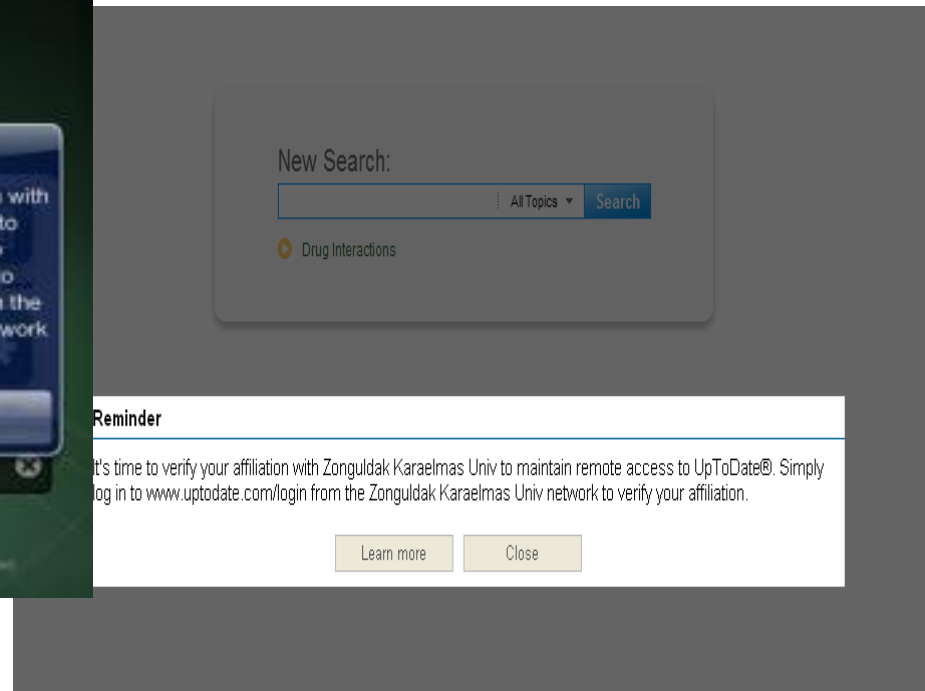 with
to
the
work
New Search:
All Topics
Search
Drug Interactions
Reminder
It's time to verify your affiliation with Zonguldak Karaelmas Univ to maintain remote access to UpToDate®. Simply
log in to www.uptodate.com/login from the Zonguldak Karaelmas Univ network to verify your affiliation.
Learn more
Close